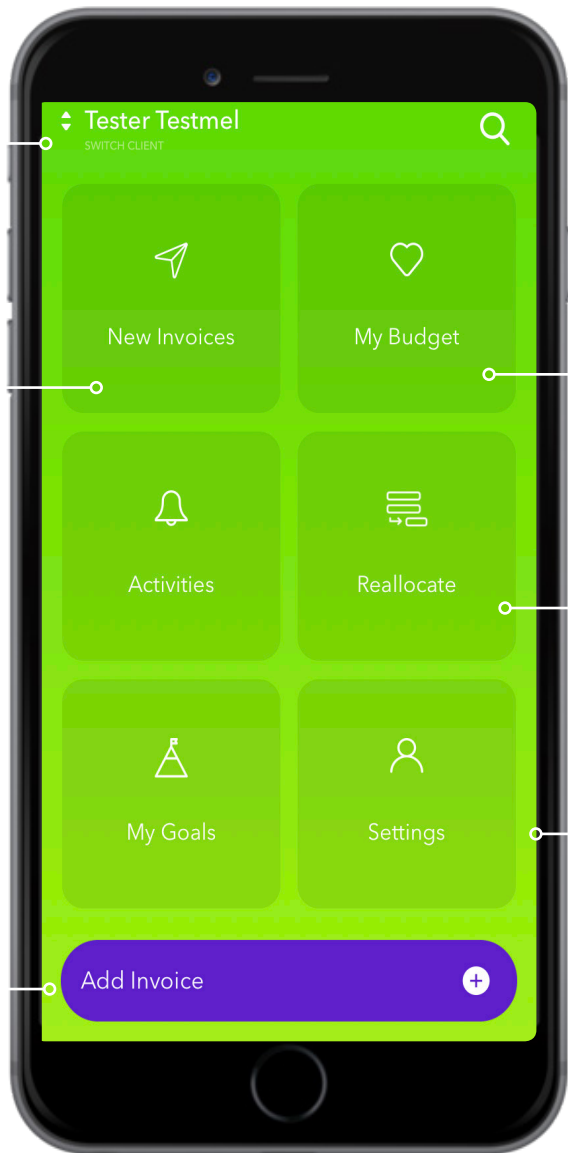 Tester Testmel
SWITCH CLIENT
New Invoices
My Budget
Activities
Reallocate
My Goals
Settings
Add Invoice